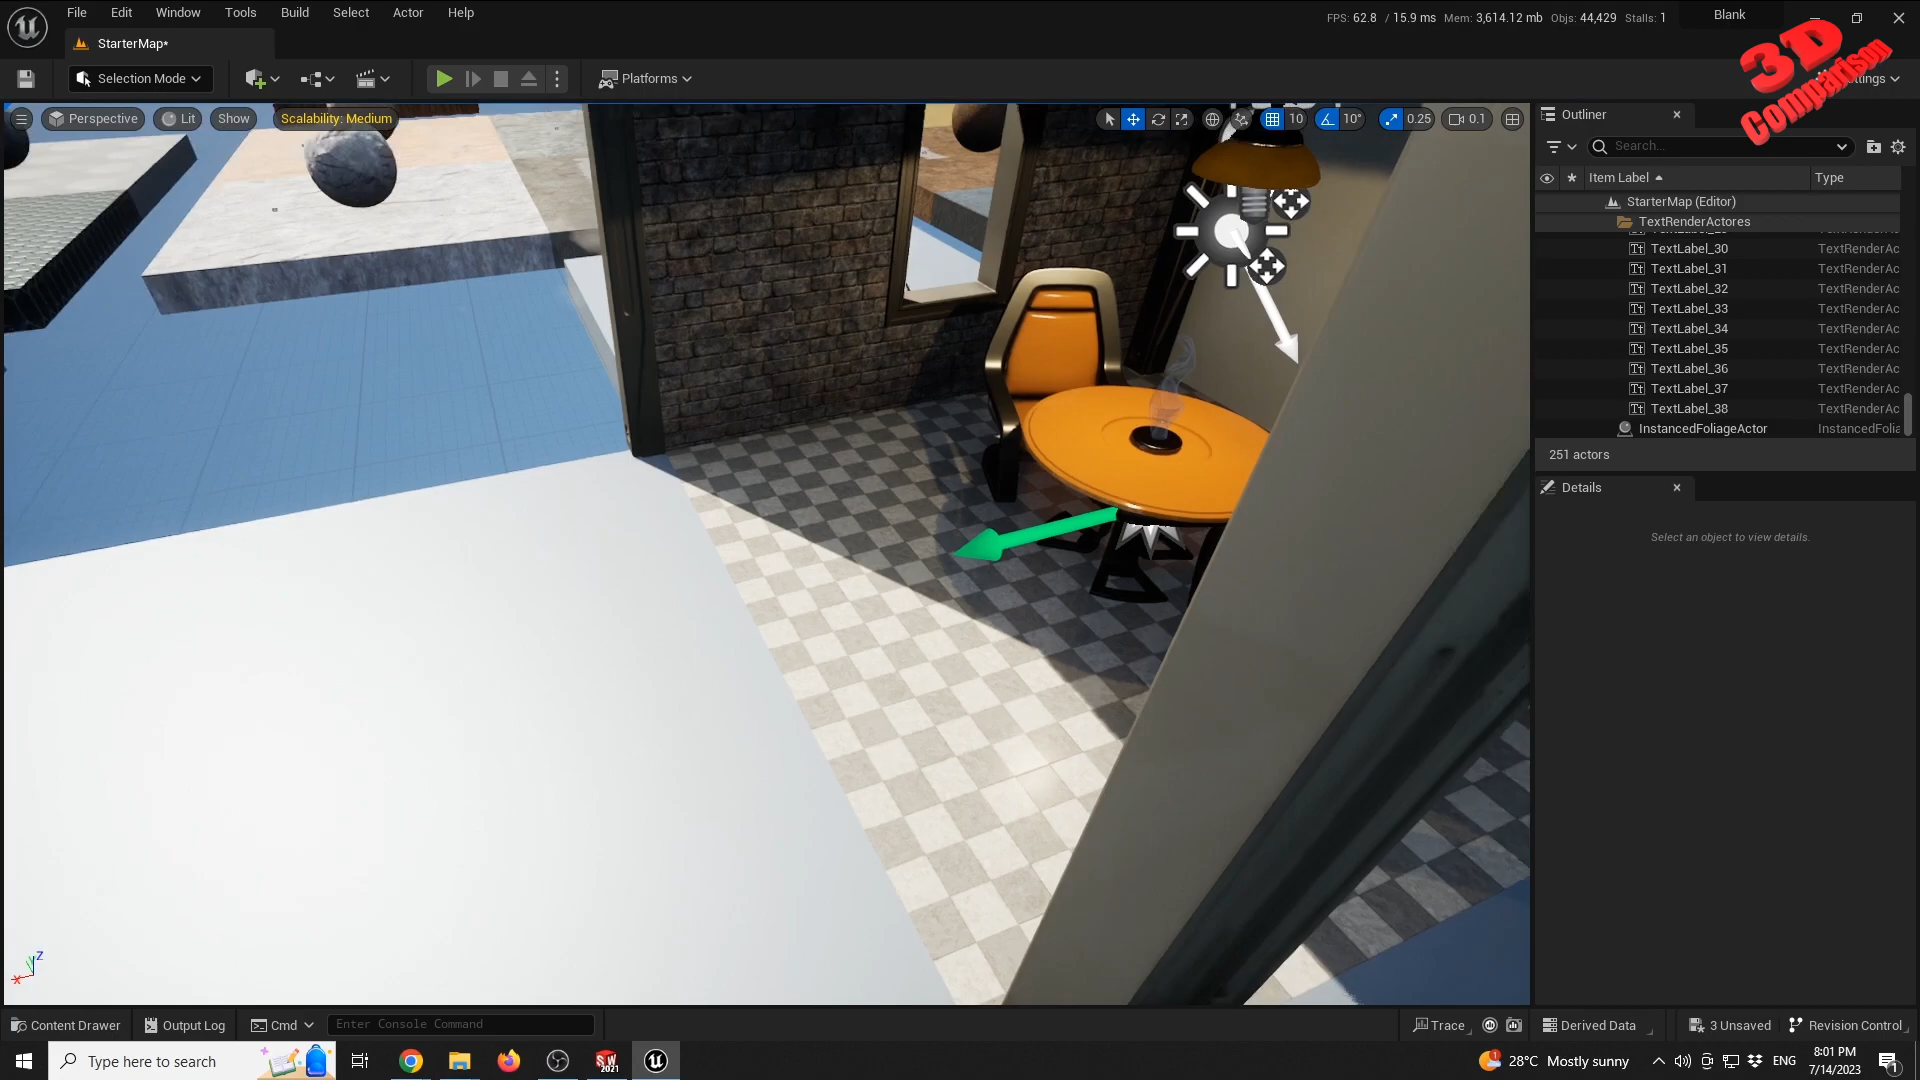 File Edit Window Tools Build Select Actor Help
FPS: 62.8 / 15.9 ms Mem: 3,614.12 mb Objs: 44,429 Stalls: 1
Blank
StarterMap*
3D
Comparison
Selection Mode
Platforms
Perspective Lit Show Scalability: Medium
10 10° 0.25 0.1
Outliner
Search...
Item Label Type
StarterMap (Editor)
TextRenderActores
TextLabel_30 TextRenderAc
TextLabel_31 TextRenderAc
TextLabel_32 TextRenderAc
TextLabel_33 TextRenderAc
TextLabel_34 TextRenderAc
TextLabel_35 TextRenderAc
TextLabel_36 TextRenderAc
TextLabel_37 TextRenderAc
TextLabel_38 TextRenderAc
InstancedFoliageActor InstancedFolia
251 actors
Details
Select an object to view details.
Z
X
Content Drawer Output Log Cmd Enter Console Command
Trace Derived Data 3 Unsaved Revision Control
Type here to search
SW 2021
28°C Mostly sunny
ENG
8:01 PM
7/14/2023
1